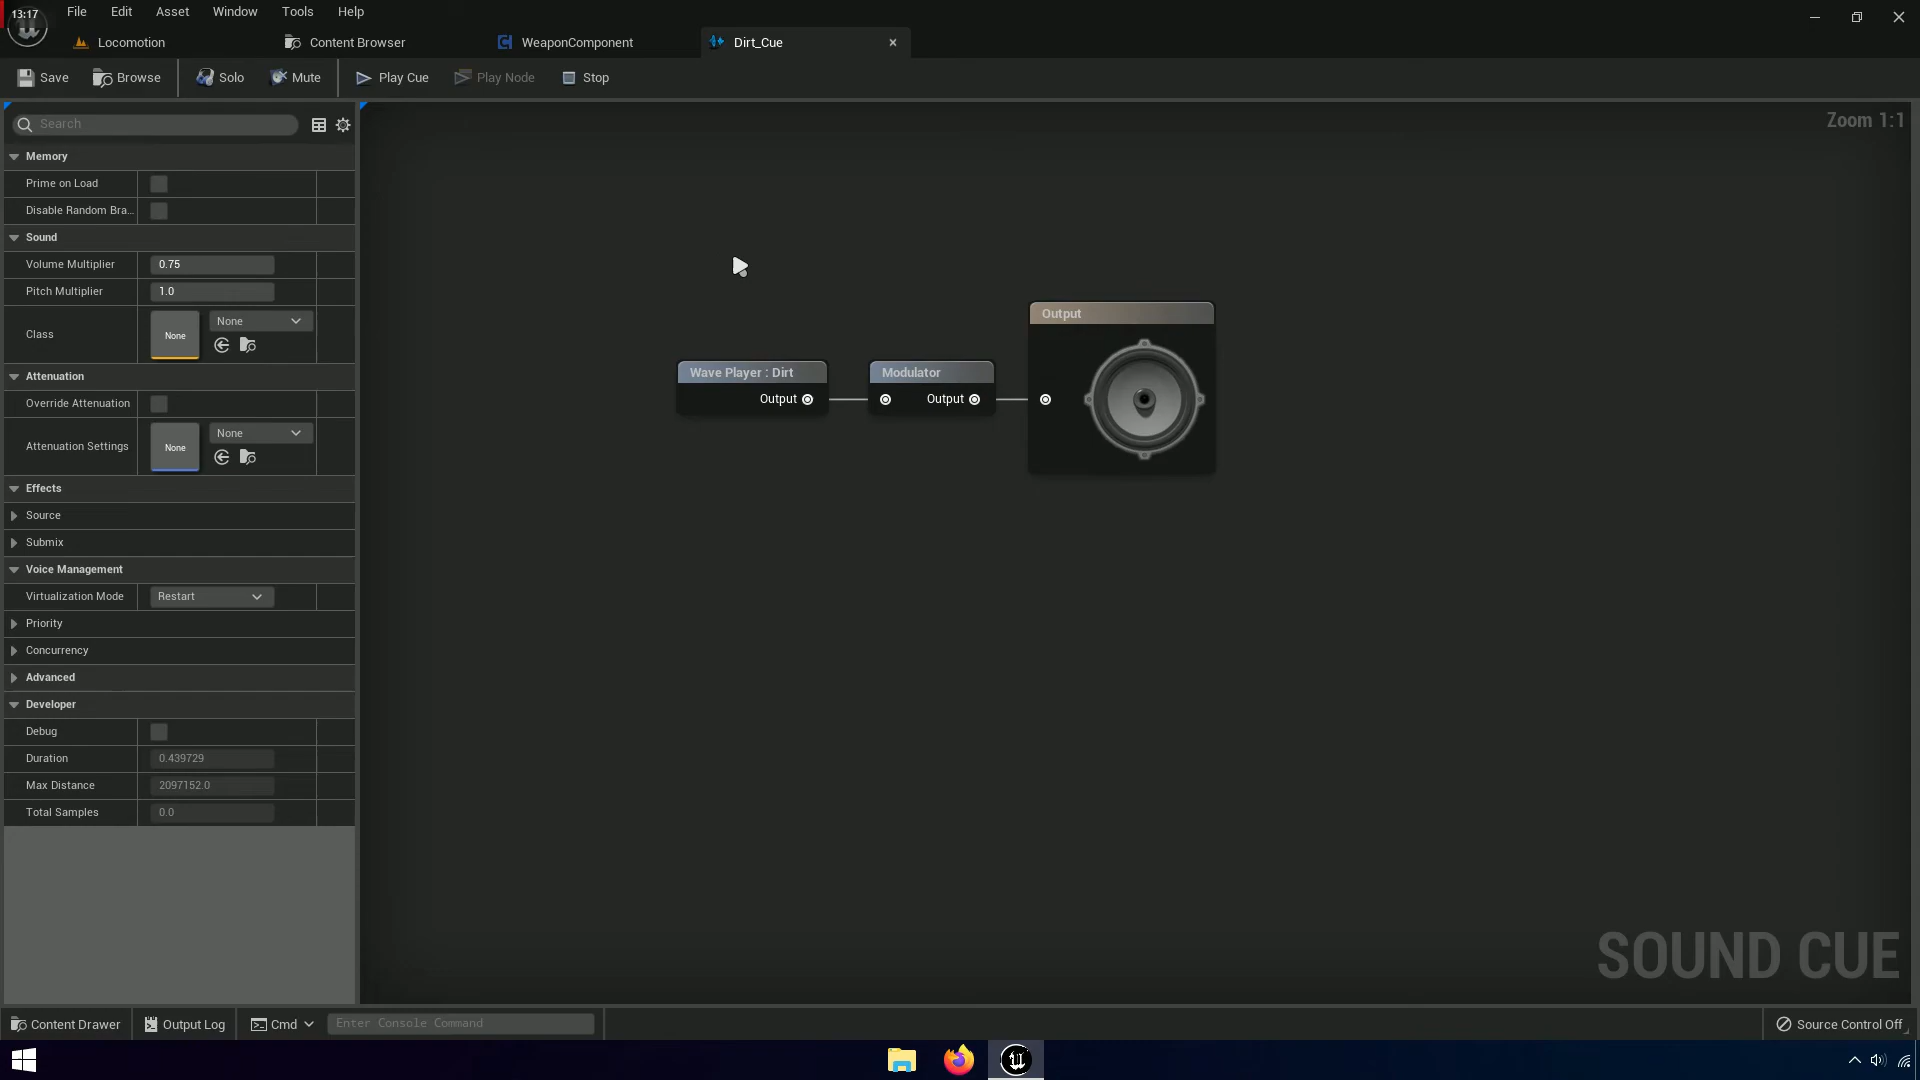 13:17
File Edit Asset Window Tools Help
Locomotion Content Browser WeaponComponent Dirt_Cue
Save Browse Solo Mute Play Cue Play Node Stop
Search
Zoom 1:1
Memory
Prime on Load
Disable Random Bra...
Sound
Volume Multiplier 0.75
Pitch Multiplier 1.0
Class None None
Attenuation
Override Attenuation
Attenuation Settings None None
Effects
Source
Submix
Voice Management
Virtualization Mode Restart
Priority
Concurrency
Advanced
Developer
Debug
Duration 0.439729
Max Distance 2097152.0
Total Samples 0.0
Wave Player : Dirt
Output
Modulator
Output
Output
SOUND CUE
Content Drawer Output Log Cmd Enter Console Command Source Control Off